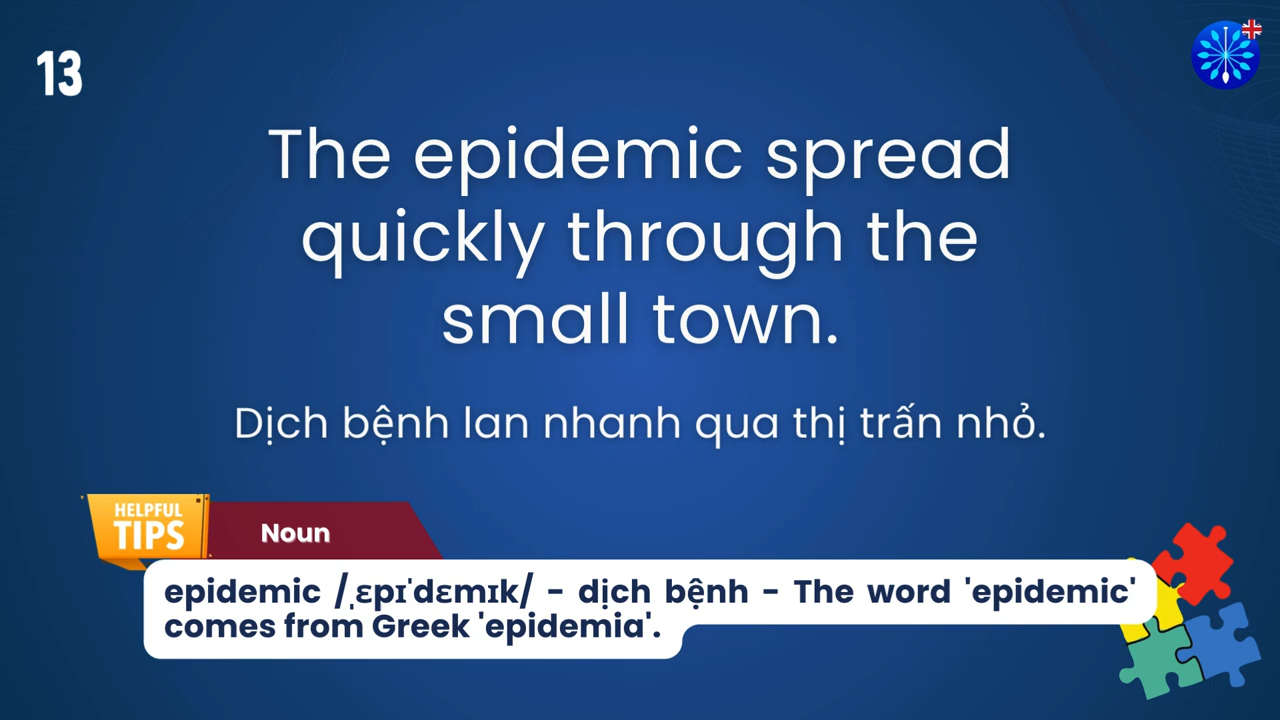 13
The epidemic spread
quickly through the
small town.
Dịch bệnh lan nhanh qua thị trấn nhỏ.
HELPFUL
TIPS
Noun
epidemic /ˌɛpɪˈdɛmɪk/ - dịch bệnh - The word 'epidemic'
comes from Greek 'epidemia'.